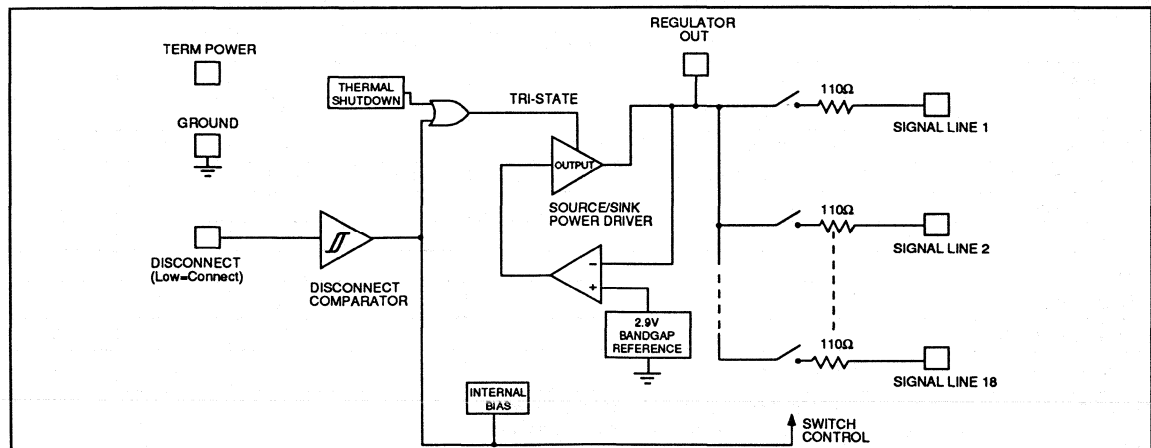 REGULATOR
OUT
TERM POWER
THERMAL
SHUTDOWN
TRI-STATE
110Ω
SIGNAL LINE 1
GROUND
OUTPUT
SOURCE/SINK
POWER DRIVER
110Ω
SIGNAL LINE 2
DISCONNECT
(Low=Connect)
DISCONNECT
COMPARATOR
−
+
2.9V
BANDGAP
REFERENCE
110Ω
SIGNAL LINE 18
INTERNAL
BIAS
SWITCH
CONTROL